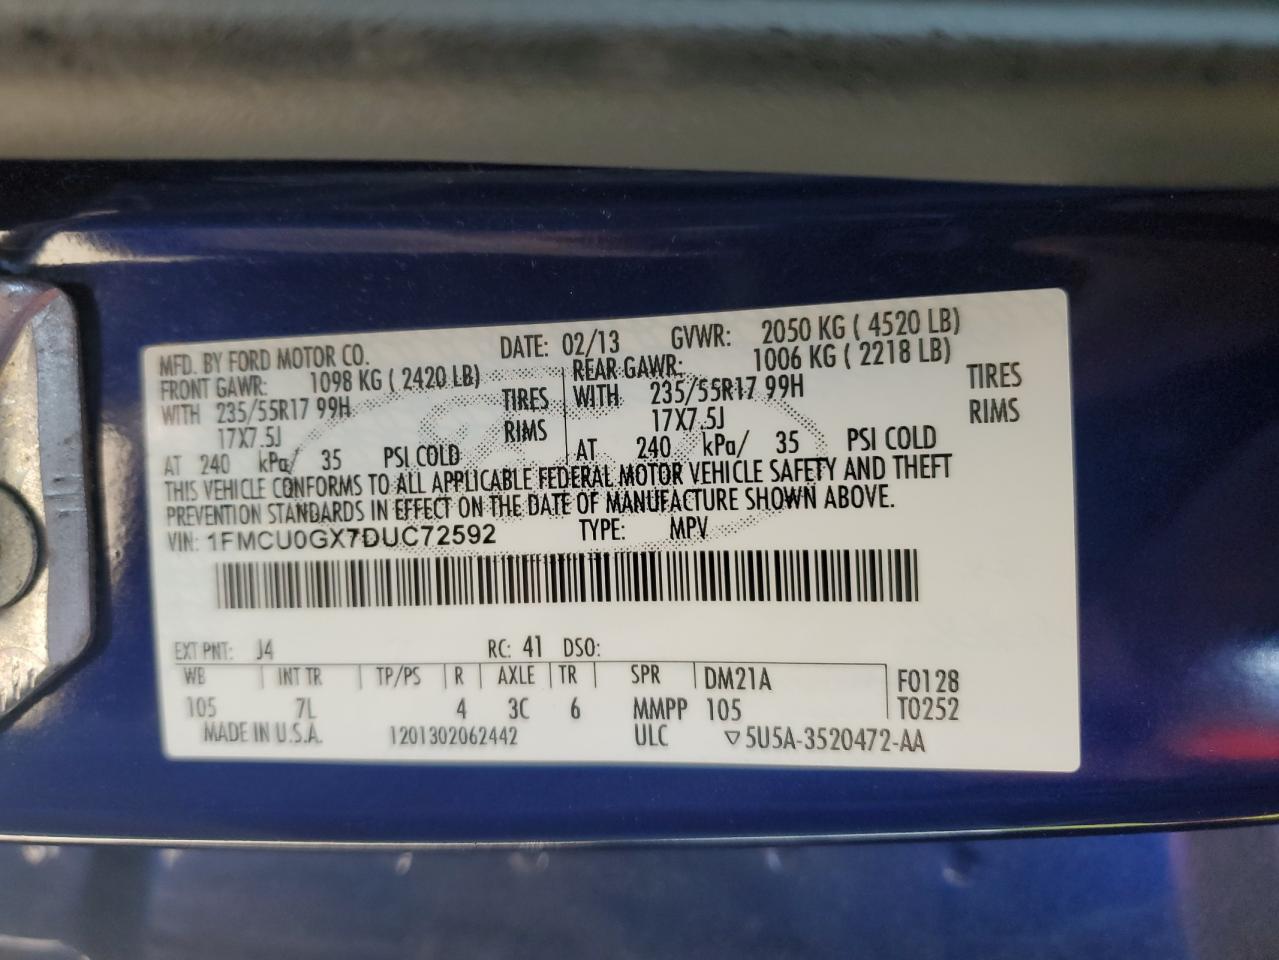 MFD. BY FORD MOTOR CO. DATE: 02/13 GVWR: 2050 KG ( 4520 LB)
FRONT GAWR: 1098 KG ( 2420 LB) REAR GAWR: 1006 KG ( 2218 LB)
WITH 235/55R17 99H TIRES WITH 235/55R17 99H TIRES
17X7.5J RIMS 17X7.5J RIMS
AT 240 kPa/ 35 PSI COLD AT 240 kPa/ 35 PSI COLD
THIS VEHICLE CONFORMS TO ALL APPLICABLE FEDERAL MOTOR VEHICLE SAFETY AND THEFT
PREVENTION STANDARDS IN EFFECT ON THE DATE OF MANUFACTURE SHOWN ABOVE.
VIN: 1FMCU0GX7DUC72592 TYPE: MPV
EXT PNT: J4 RC: 41 DSO:
WB INT TR TP/PS R AXLE TR SPR DM21A F0128
105 7L 4 3C 6 MMPP 105 T0252
MADE IN U.S.A. 1201302062442 ULC ▽5U5A-3520472-AA